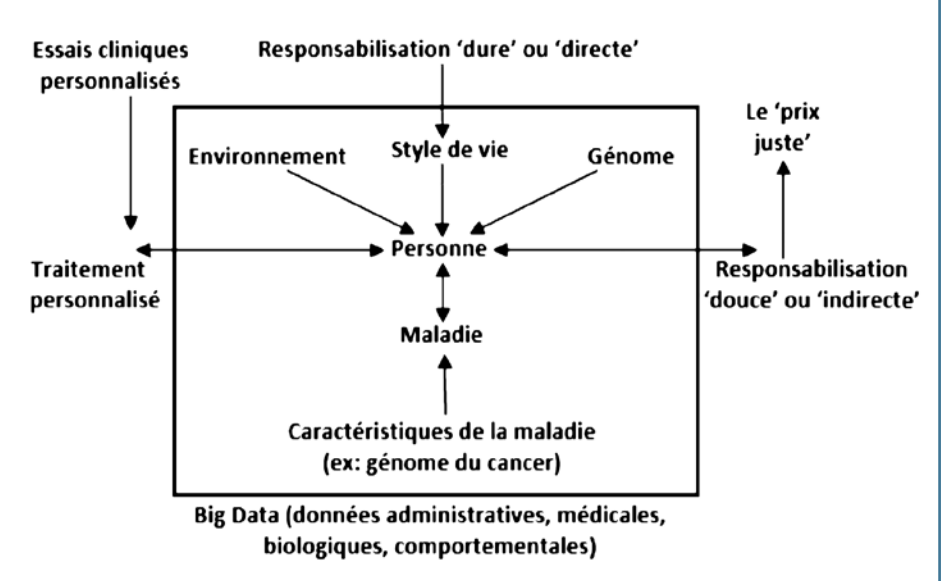 Essais cliniques
personnalisés
Responsabilisation ‘dure’ ou ‘directe’
Le ‘prix
juste’
Environnement
Style de vie
Génome
Personne
Traitement
personnalisé
Responsabilisation
‘douce’ ou ‘indirecte’
Maladie
Caractéristiques de la maladie
(ex: génome du cancer)
Big Data (données administratives, médicales,
biologiques, comportementales)